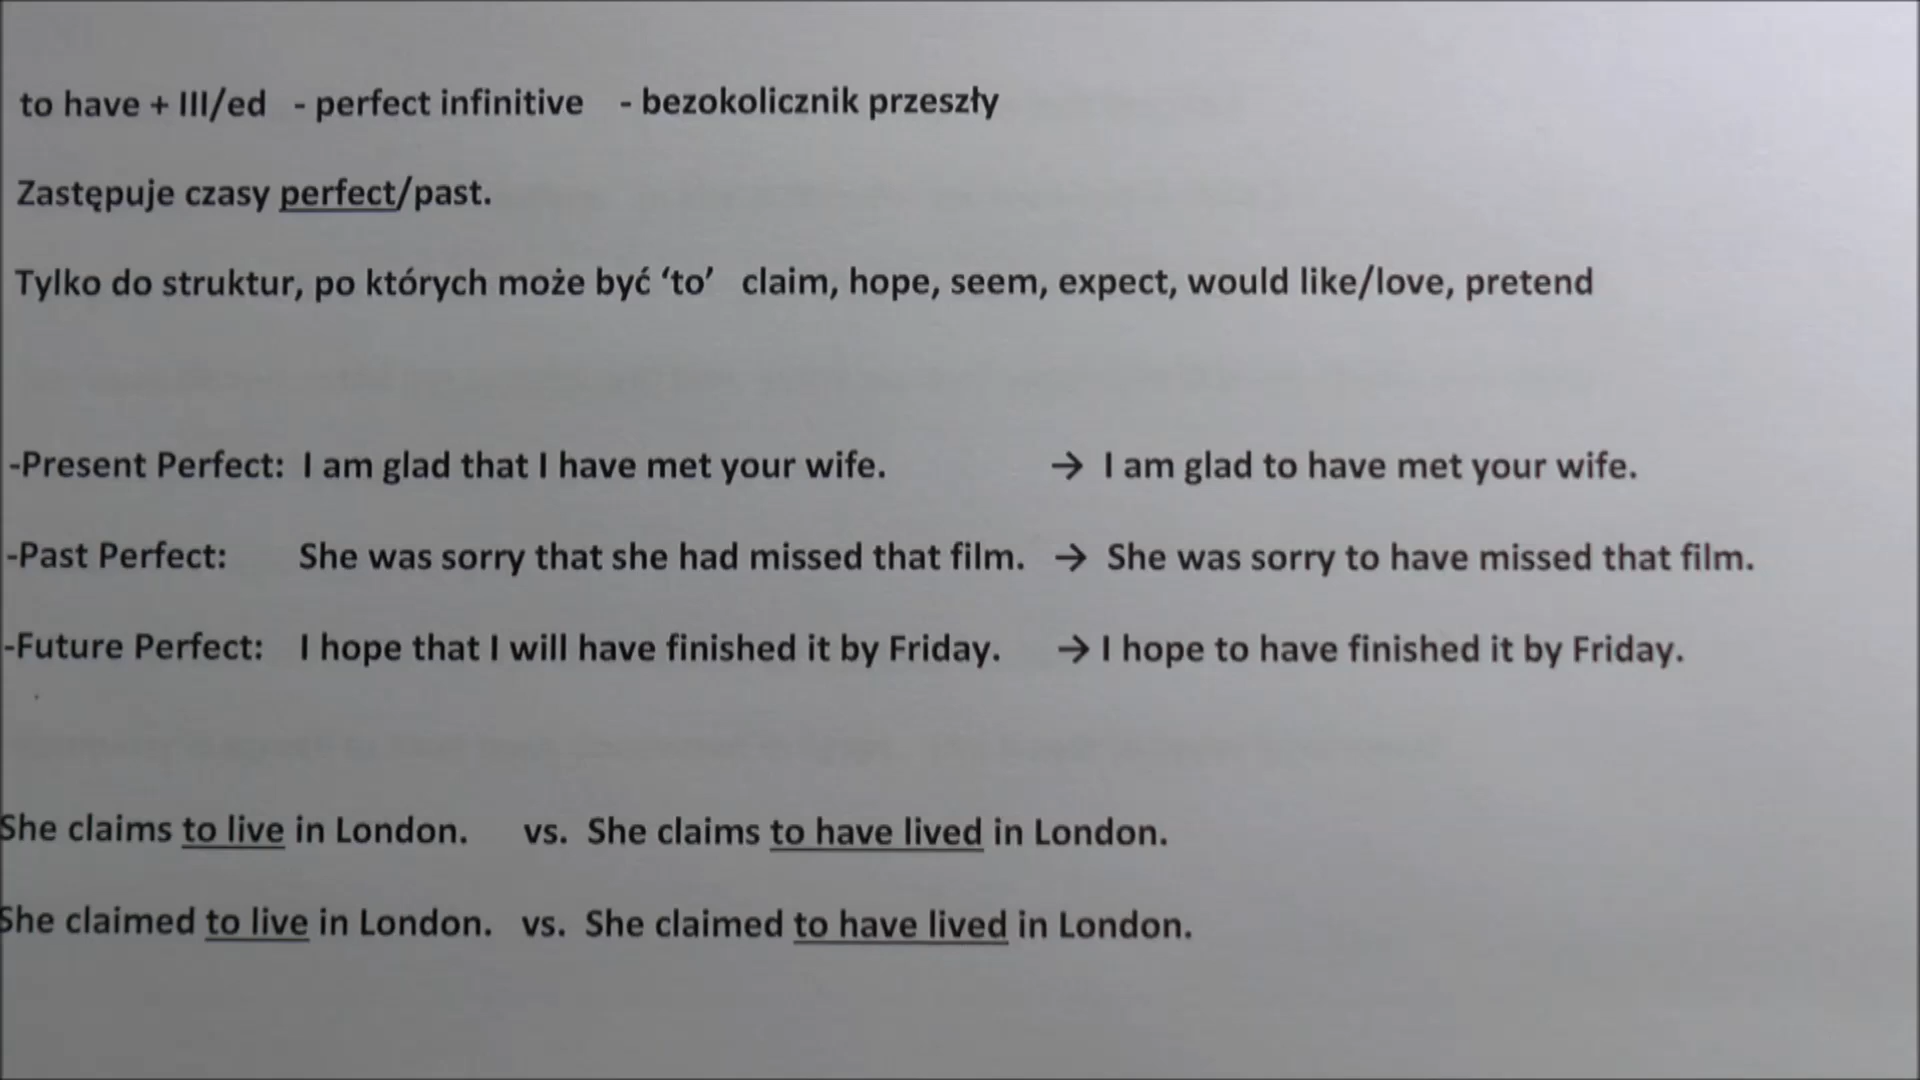 to have + III/ed - perfect infinitive - bezokolicznik przeszły
Zastępuje czasy perfect/past.
Tylko do struktur, po których może być ‘to’ claim, hope, seem, expect, would like/love, pretend
-Present Perfect: I am glad that I have met your wife. → I am glad to have met your wife.
-Past Perfect: She was sorry that she had missed that film. → She was sorry to have missed that film.
-Future Perfect: I hope that I will have finished it by Friday. → I hope to have finished it by Friday.
She claims to live in London. vs. She claims to have lived in London.
She claimed to live in London. vs. She claimed to have lived in London.